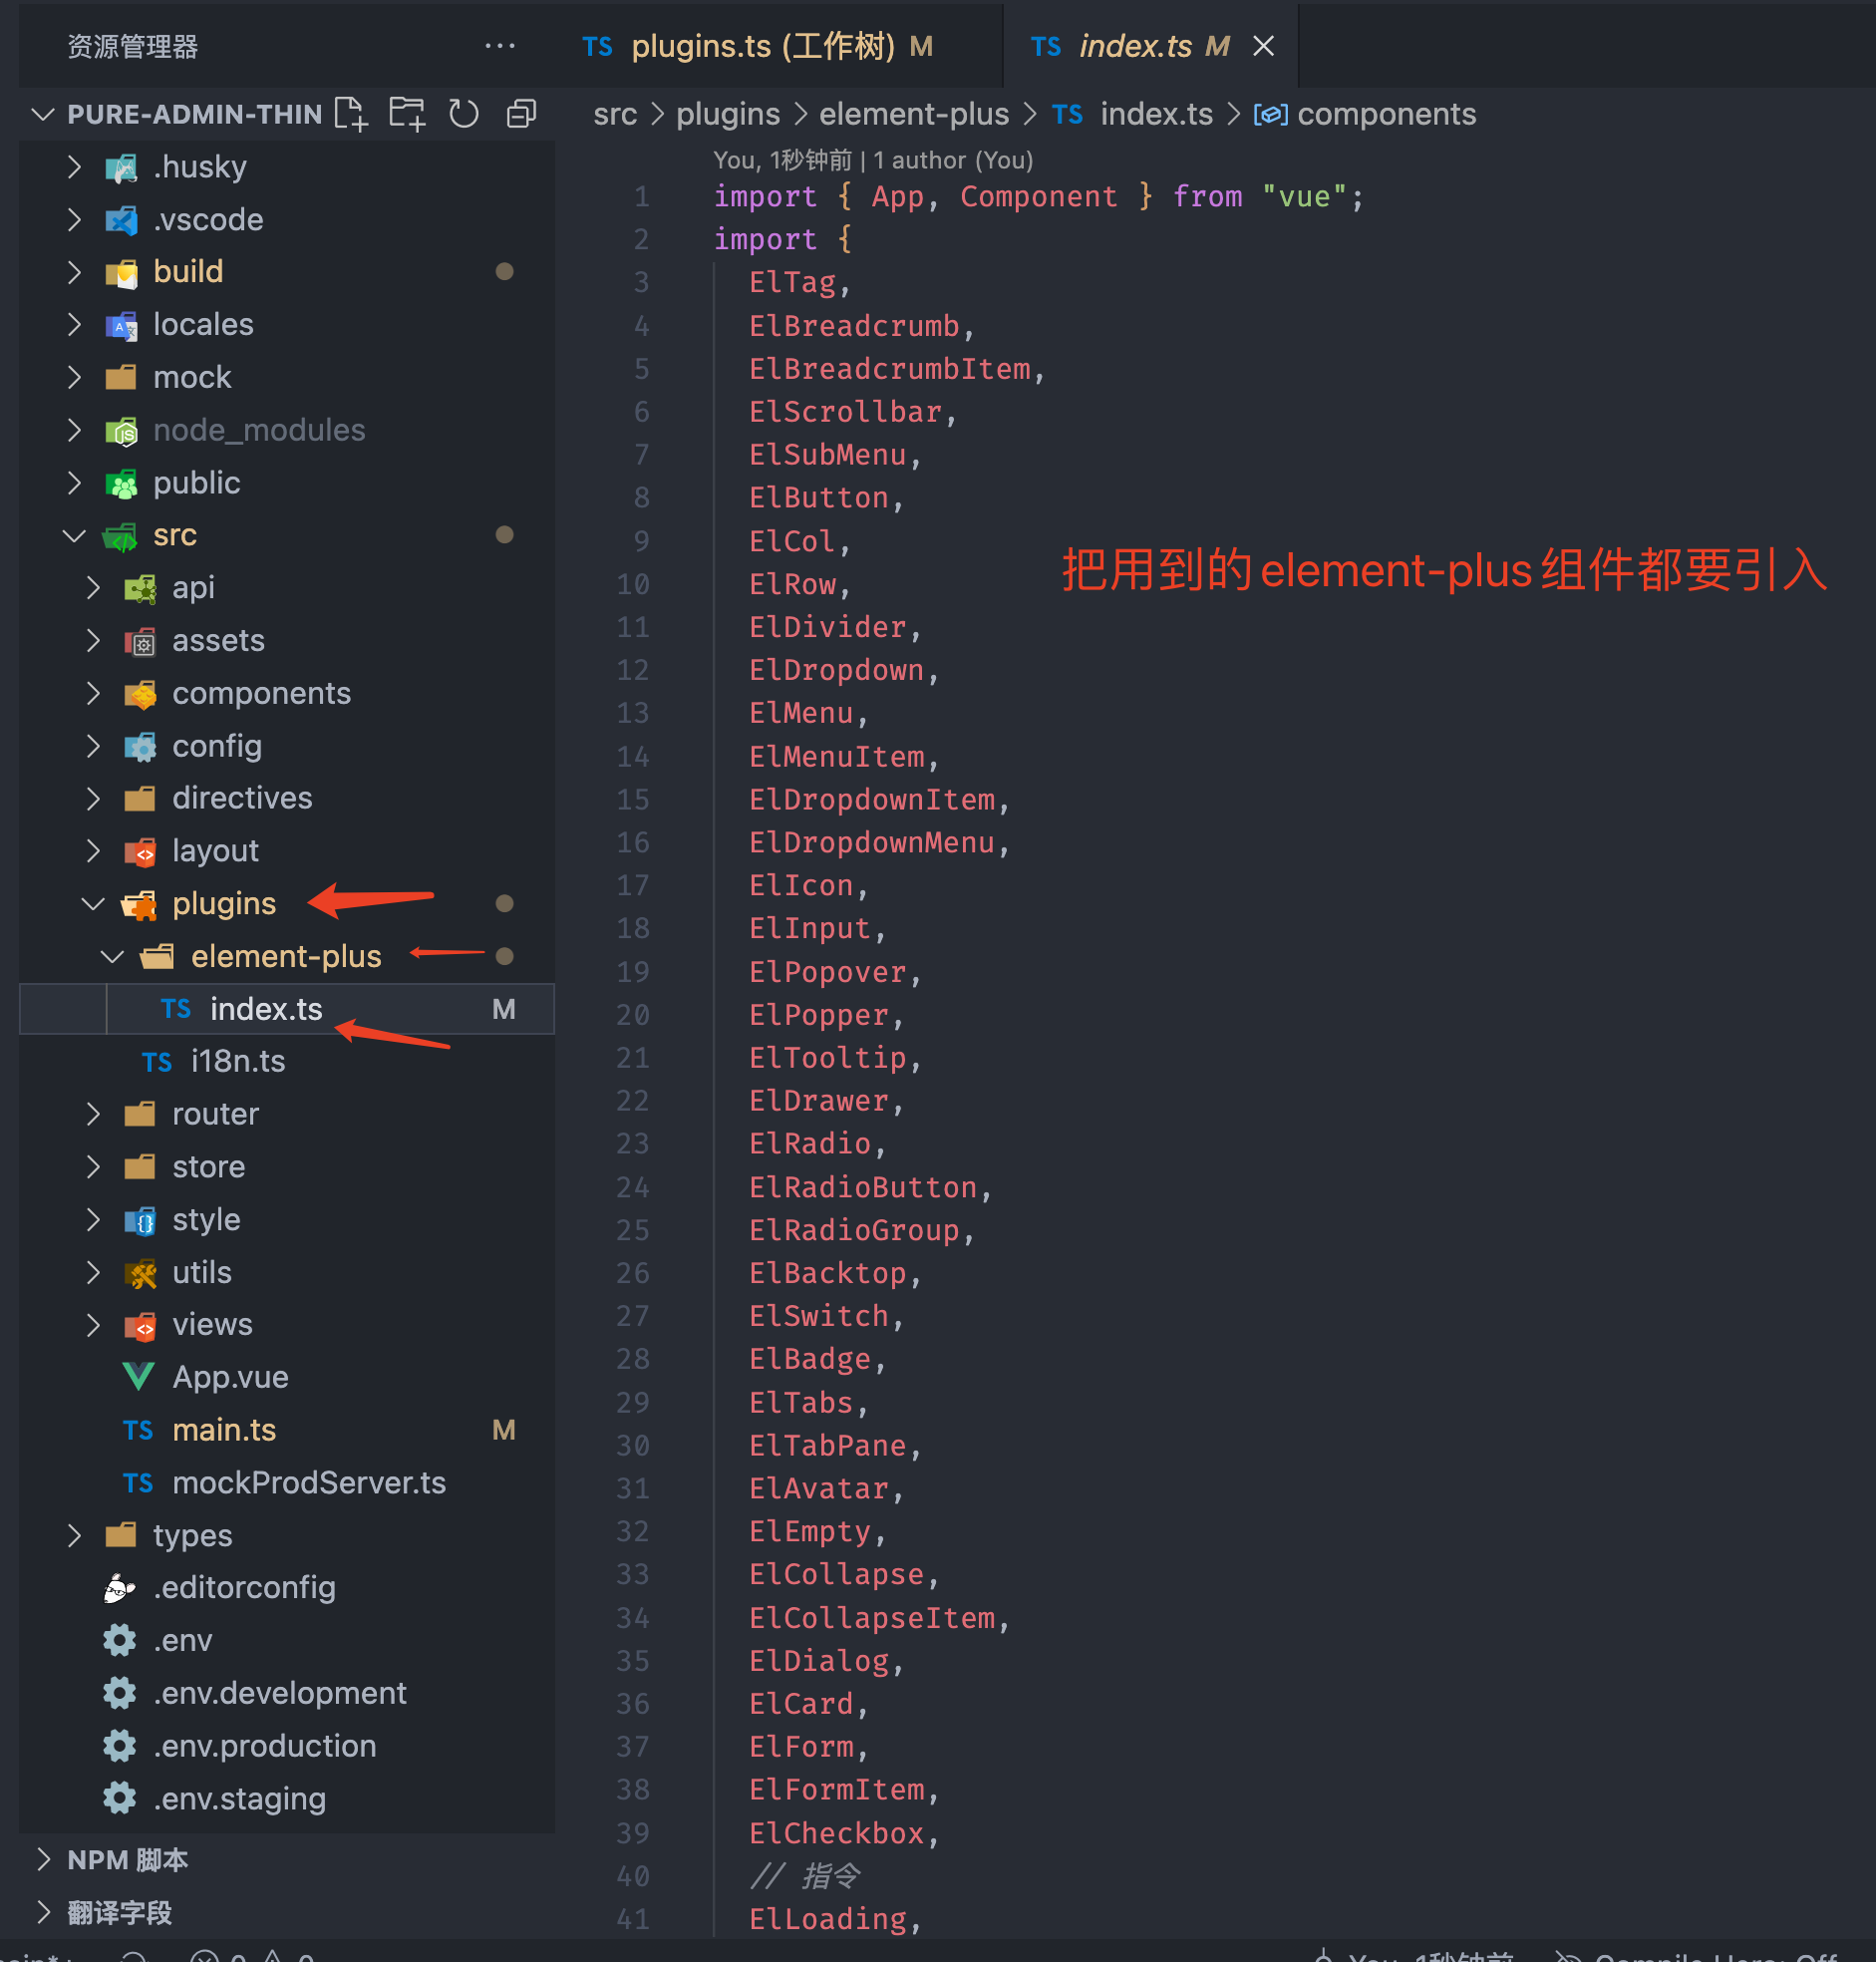 资源管理器
···
TS plugins.ts (工作树) M
TS index.ts M
PURE-ADMIN-THIN
src > plugins > element-plus > TS index.ts > components
.husky
.vscode
build
locales
mock
node_modules
public
src
api
assets
components
config
directives
layout
plugins
element-plus
TS index.ts M
TS i18n.ts
router
store
style
utils
views
App.vue
TS main.ts M
TS mockProdServer.ts
types
.editorconfig
.env
.env.development
.env.production
.env.staging
NPM 脚本
翻译字段
You, 1秒钟前 | 1 author (You)
1 import { App, Component } from "vue";
2 import {
3 ElTag,
4 ElBreadcrumb,
5 ElBreadcrumbItem,
6 ElScrollbar,
7 ElSubMenu,
8 ElButton,
9 ElCol,
10 ElRow,
11 ElDivider,
12 ElDropdown,
13 ElMenu,
14 ElMenuItem,
15 ElDropdownItem,
16 ElDropdownMenu,
17 ElIcon,
18 ElInput,
19 ElPopover,
20 ElPopper,
21 ElTooltip,
22 ElDrawer,
23 ElRadio,
24 ElRadioButton,
25 ElRadioGroup,
26 ElBacktop,
27 ElSwitch,
28 ElBadge,
29 ElTabs,
30 ElTabPane,
31 ElAvatar,
32 ElEmpty,
33 ElCollapse,
34 ElCollapseItem,
35 ElDialog,
36 ElCard,
37 ElForm,
38 ElFormItem,
39 ElCheckbox,
40 // 指令
41 ElLoading,
把用到的element-plus组件都要引入
You, 1秒钟前